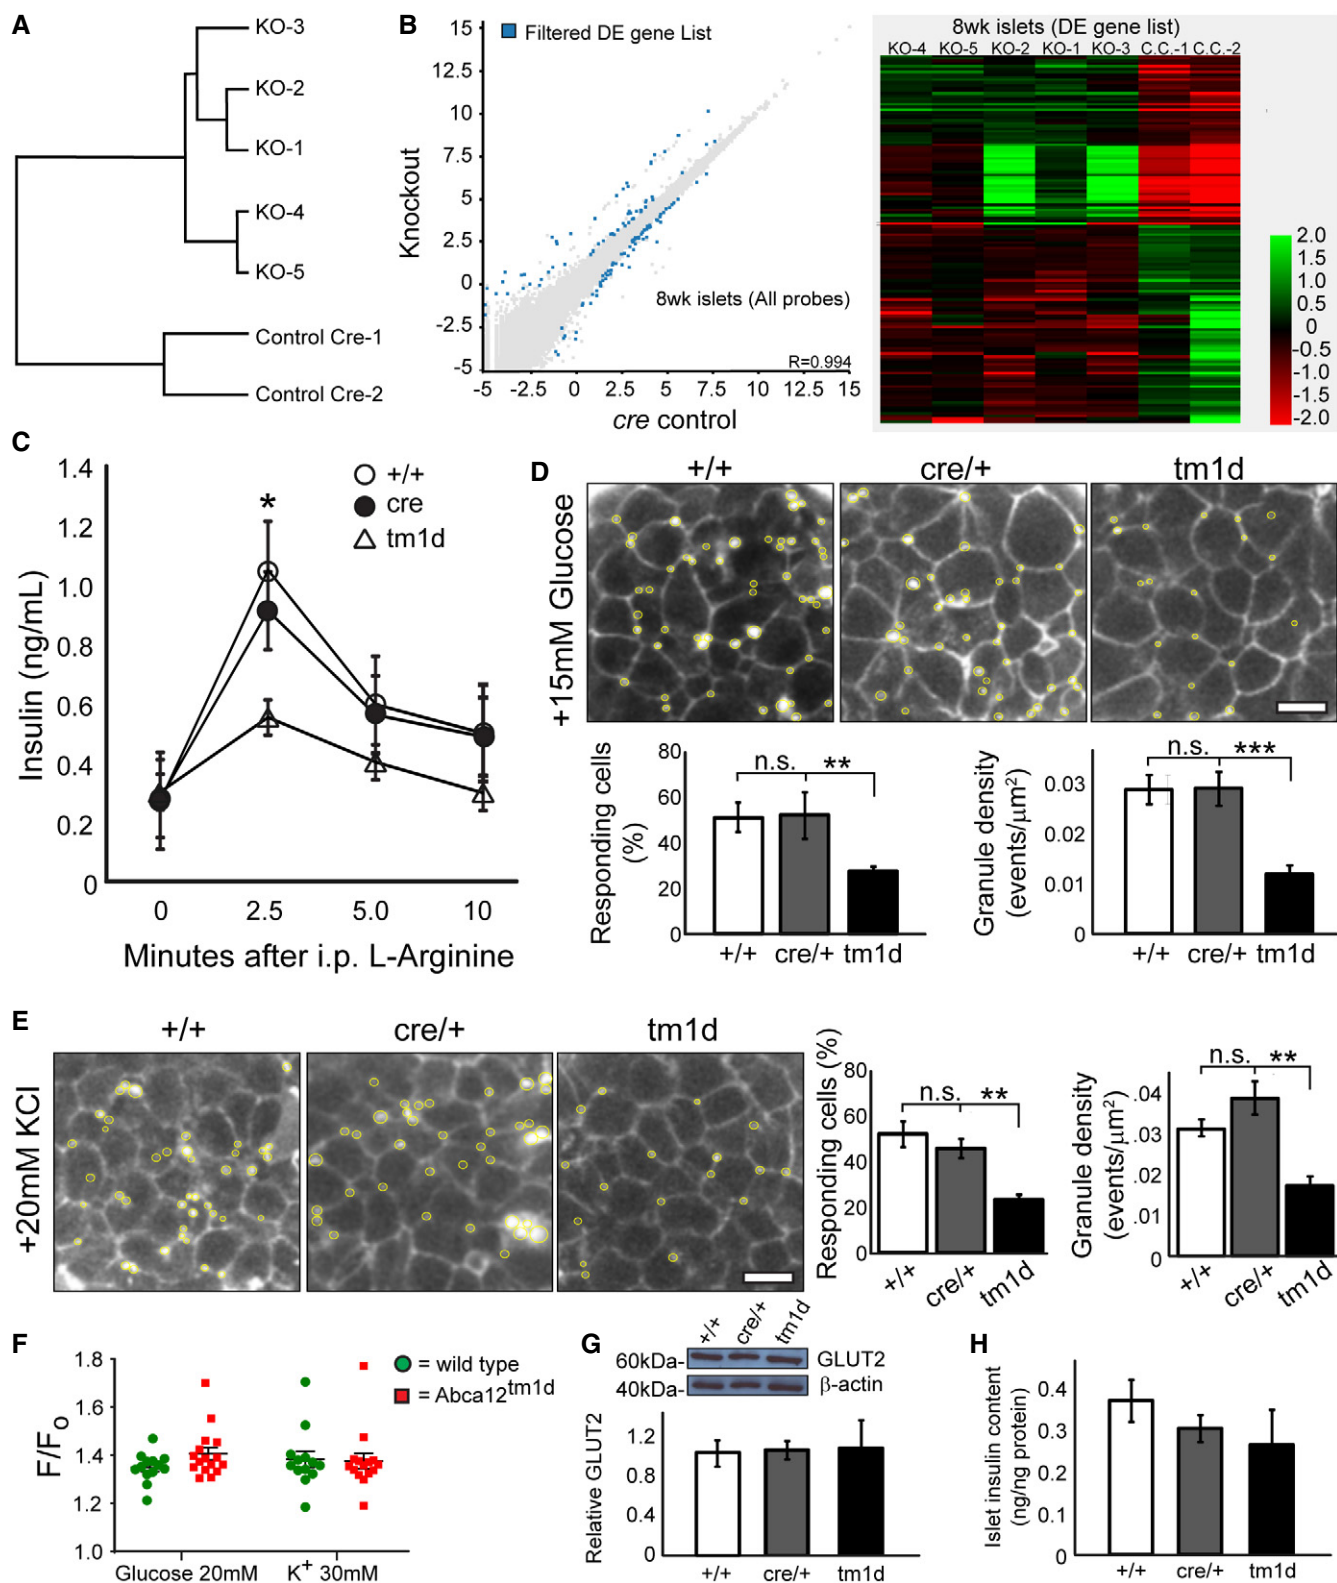 A
KO-3
KO-2
KO-1
KO-4
KO-5
Control Cre-1
Control Cre-2
B
Filtered DE gene List
15
12.5
10
7.5
5
2.5
0
-2.5
-5
Knockout
8wk islets (All probes)
R=0.994
-5 -2.5 0 2.5 5 7.5 10 12.5 15
cre control
8wk islets (DE gene list)
KO-4 KO-5 KO-2 KO-1 KO-3 C.C.-1 C.C.-2
2.0
1.5
1.0
0.5
0
-0.5
-1.0
-1.5
-2.0
C
1.4
1.2
1.0
0.8
0.6
0.4
0.2
0
Insulin (ng/mL)
+/+
cre
tm1d
*
0 2.5 5.0 10
Minutes after i.p. L-Arginine
D
+/+ cre/+ tm1d
+15mM Glucose
80
60
40
20
0
Responding cells
(%)
n.s. **
+/+ cre/+ tm1d
0.03
0.02
0.01
0
Granule density
(events/µm²)
n.s. ***
+/+ cre/+ tm1d
E
+/+ cre/+ tm1d
+20mM KCl
80
60
40
20
0
Responding cells (%)
n.s. **
+/+ cre/+ tm1d
.04
.03
.02
.01
0
Granule density
(events/µm²)
n.s. **
+/+ cre/+ tm1d
F
1.8
1.6
1.4
1.2
1.0
F/Fo
= wild type
= Abca12tm1d
Glucose 20mM K+ 30mM
G
+/+ cre/+ tm1d
60kDa- GLUT2
40kDa- β-actin
1.2
0.8
0.4
0
Relative GLUT2
+/+ cre/+ tm1d
H
0.4
0.3
0.2
0.1
0
Islet insulin content
(ng/ng protein)
+/+ cre/+ tm1d